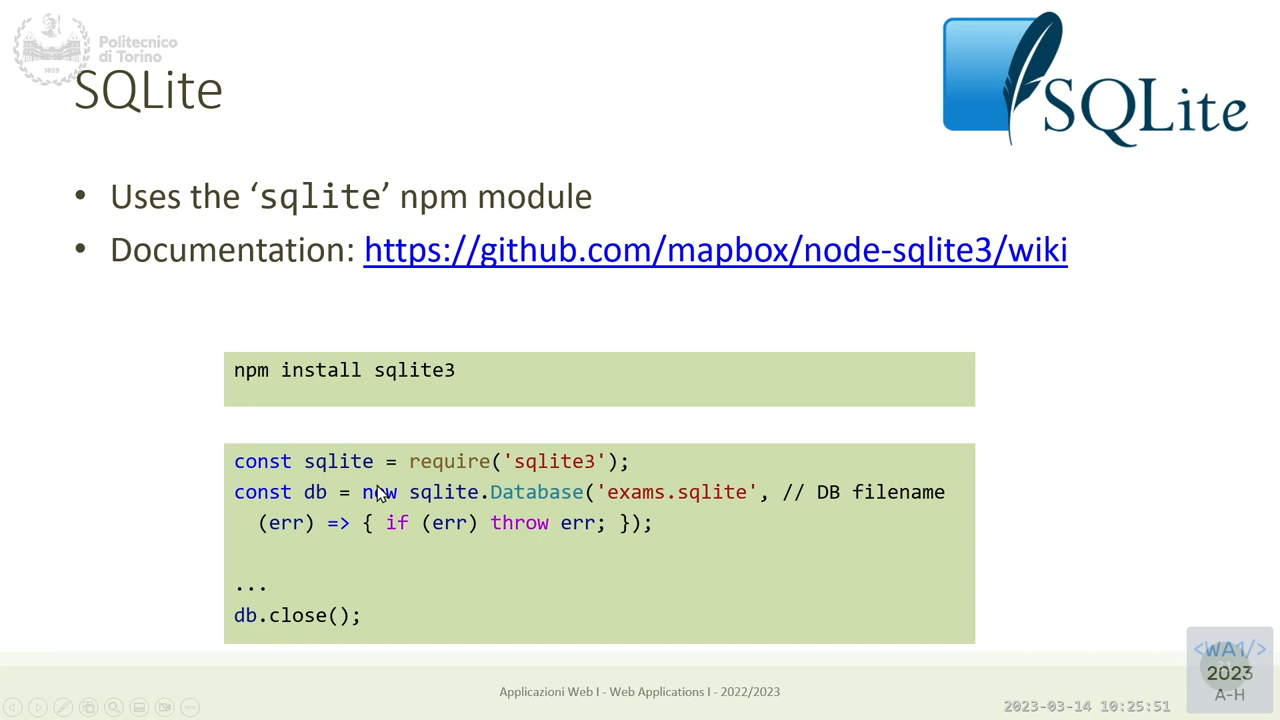 Politecnico
di Torino
1859
SQLite
SQLite
• Uses the ‘sqlite’ npm module
• Documentation: https://github.com/mapbox/node-sqlite3/wiki
npm install sqlite3
const sqlite = require('sqlite3');
const db = new sqlite.Database('exams.sqlite', // DB filename
(err) => { if (err) throw err; });
...
db.close();
<WA1/>
2023
A-H
Applicazioni Web I - Web Applications I - 2022/2023
2023-03-14 10:25:51